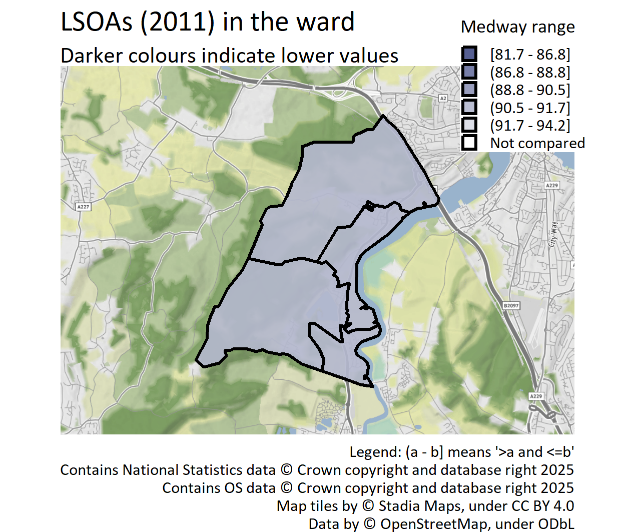 LSOAs (2011) in the ward
Darker colours indicate lower values
Medway range
[81.7 - 86.8]
(86.8 - 88.8]
(88.8 - 90.5]
(90.5 - 91.7]
(91.7 - 94.2]
Not compared
A2
A227
A229
City Way
B2097
A229
Legend: (a - b] means '>a and <=b'
Contains National Statistics data © Crown copyright and database right 2025
Contains OS data © Crown copyright and database right 2025
Map tiles by © Stadia Maps, under CC BY 4.0
Data by © OpenStreetMap, under ODbL